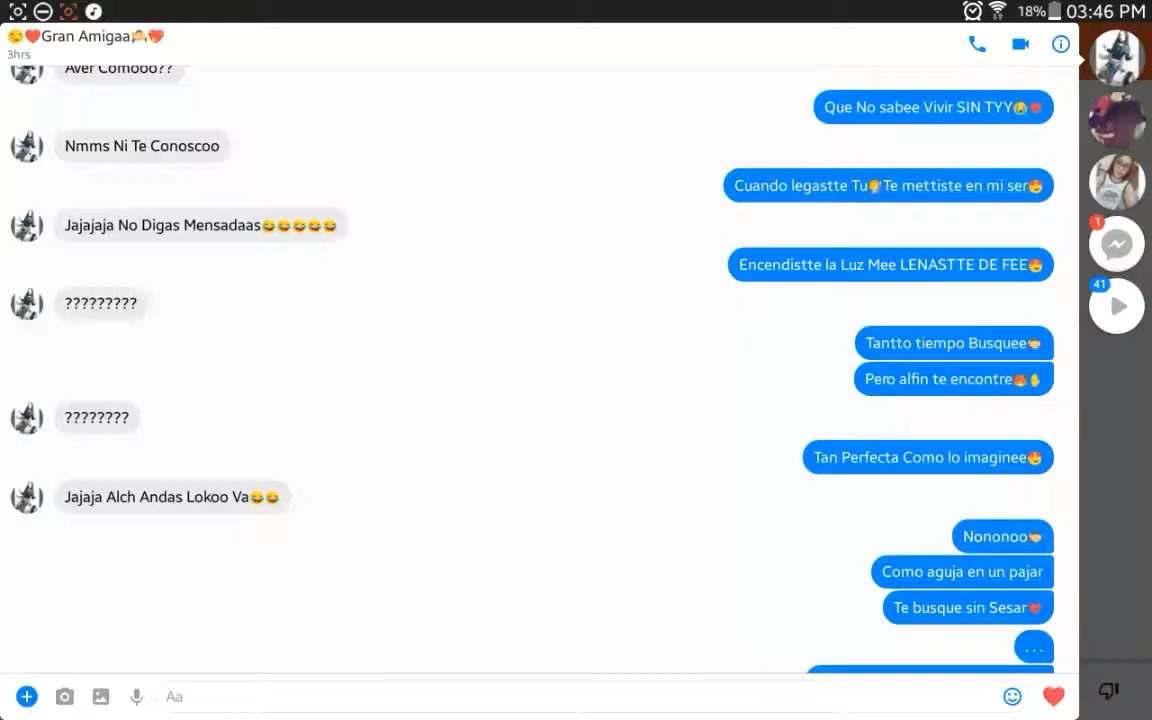 18% 03:46 PM
Gran Amigaa
3hrs
Aver Comooo??
Que No sabee Vivir SIN TYY
Nmms Ni Te Conoscoo
Cuando legastte Tu Te mettiste en mi ser
Jajajaja No Digas Mensadaas
Encendistte la Luz Mee LENASTTE DE FEE
?????????
Tantto tiempo Busquee
Pero alfin te encontre
????????
Tan Perfecta Como lo imaginee
Jajaja Alch Andas Lokoo Va
Nononoo
Como aguja en un pajar
Te busque sin Sesar
...
Aa
1
41